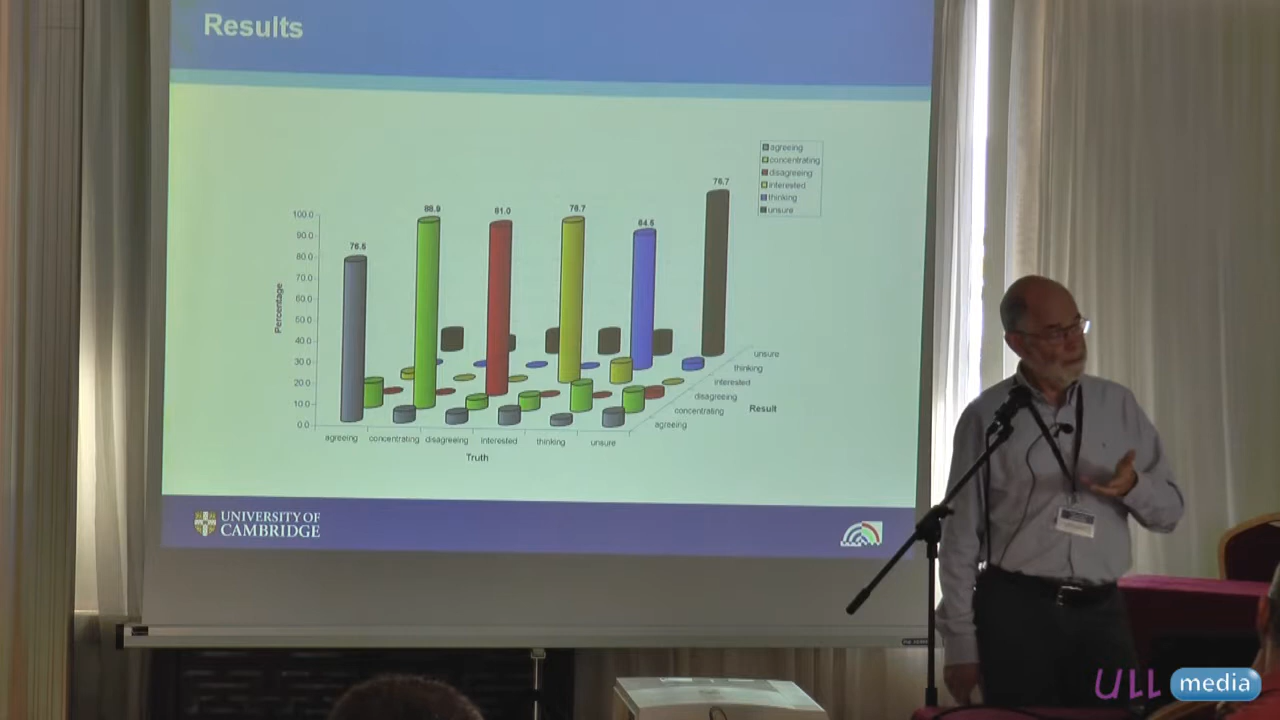 Results
agreeing
concentrating
disagreeing
interested
thinking
unsure
76.5
88.9
81.0
76.7
64.5
76.7
100.0
90.0
80.0
70.0
60.0
50.0
40.0
30.0
20.0
10.0
0.0
Percentage
agreeing concentrating disagreeing interested thinking unsure
Truth
unsure
thinking
interested
disagreeing
concentrating
agreeing
Result
UNIVERSITY OF
CAMBRIDGE
ULL media